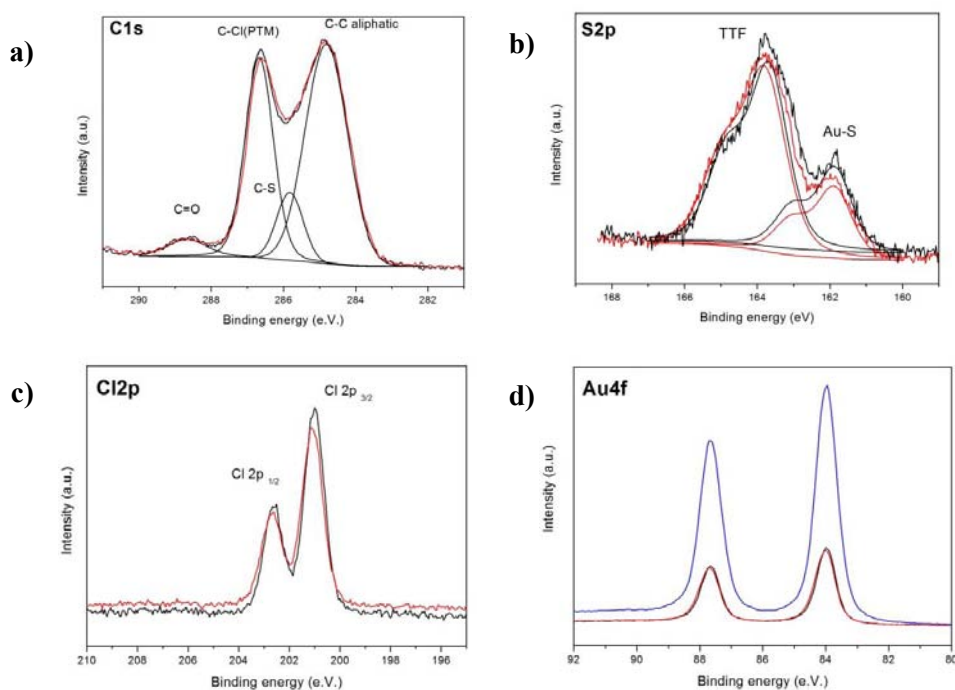 a)
C1s
C-Cl(PTM)
C-C aliphatic
C-S
C=O
Intensity (a.u.)
290 288 286 284 282
Binding energy (e.V.)
b)
S2p
TTF
Au-S
Intensity (a.u.)
168 166 164 162 160
Binding energy (eV)
c)
Cl2p
Cl 2p 3/2
Cl 2p 1/2
Intensity (a.u.)
210 208 206 204 202 201 200 198 196
Binding energy (e.V.)
d)
Au4f
Intensity (a.u.)
92 90 88 86 84 82 80
Binding energy (e.V.)